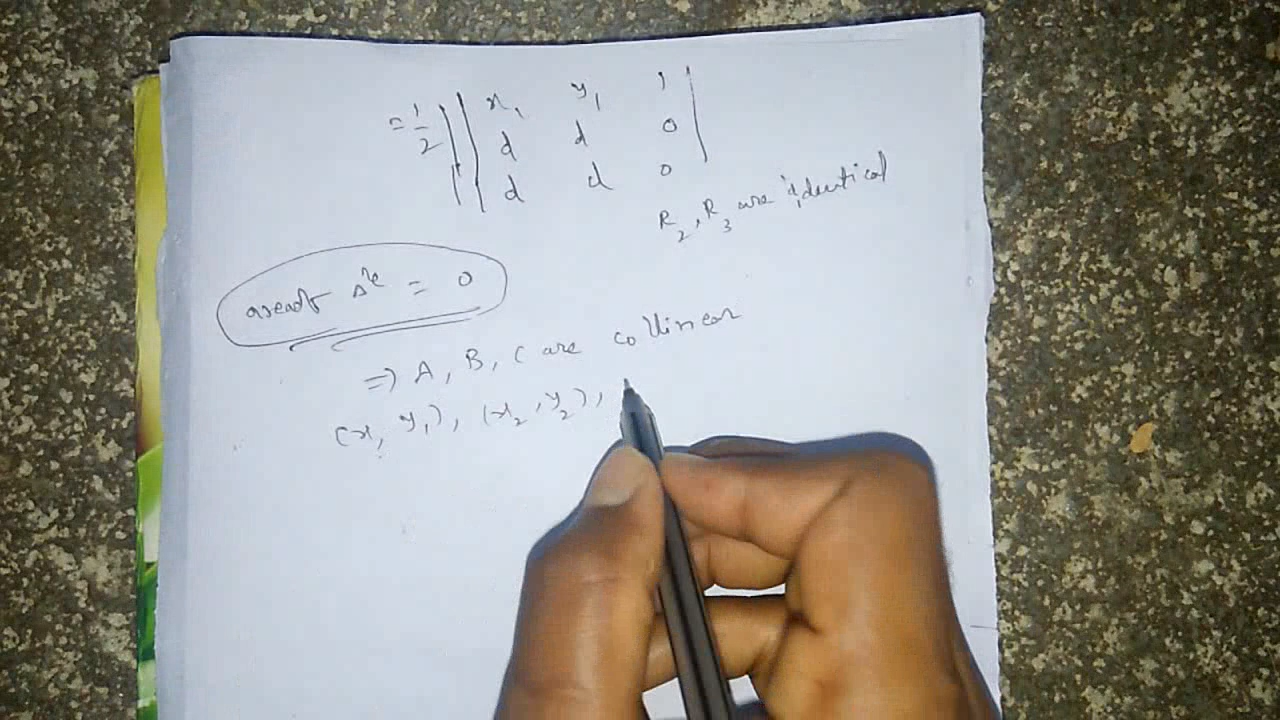 = 1/2 || x₁ y₁ 1 |
d d 0
d d 0
R₂, R₃ are identical
area of Δle = 0
=> A, B, C are collinear
(x₁ y₁), (x₂, y₂),